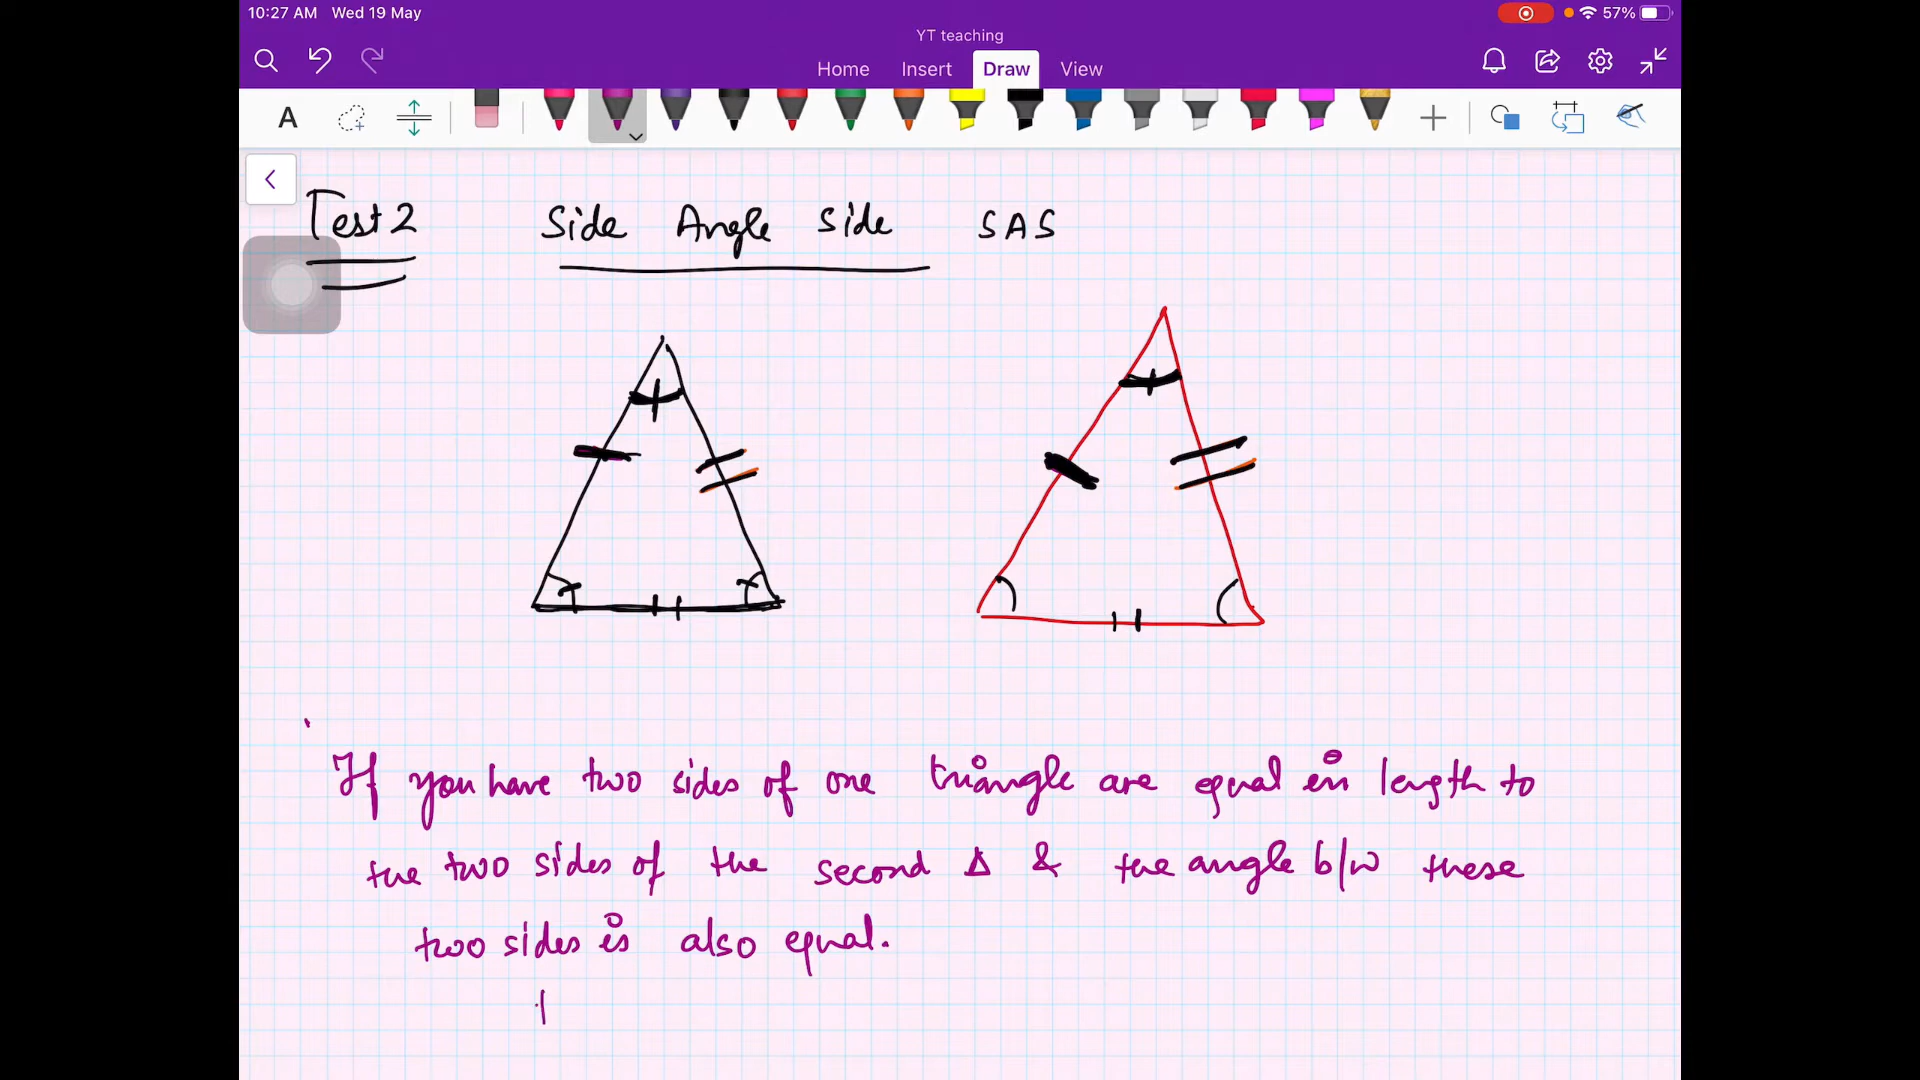 10:27 AM Wed 19 May
57%
YT teaching
Home Insert Draw View
A
Test 2 Side Angle Side SAS
If you have two sides of one triangle are equal in length to
the two sides of the second Δ & the angle b/w these
two sides is also equal.